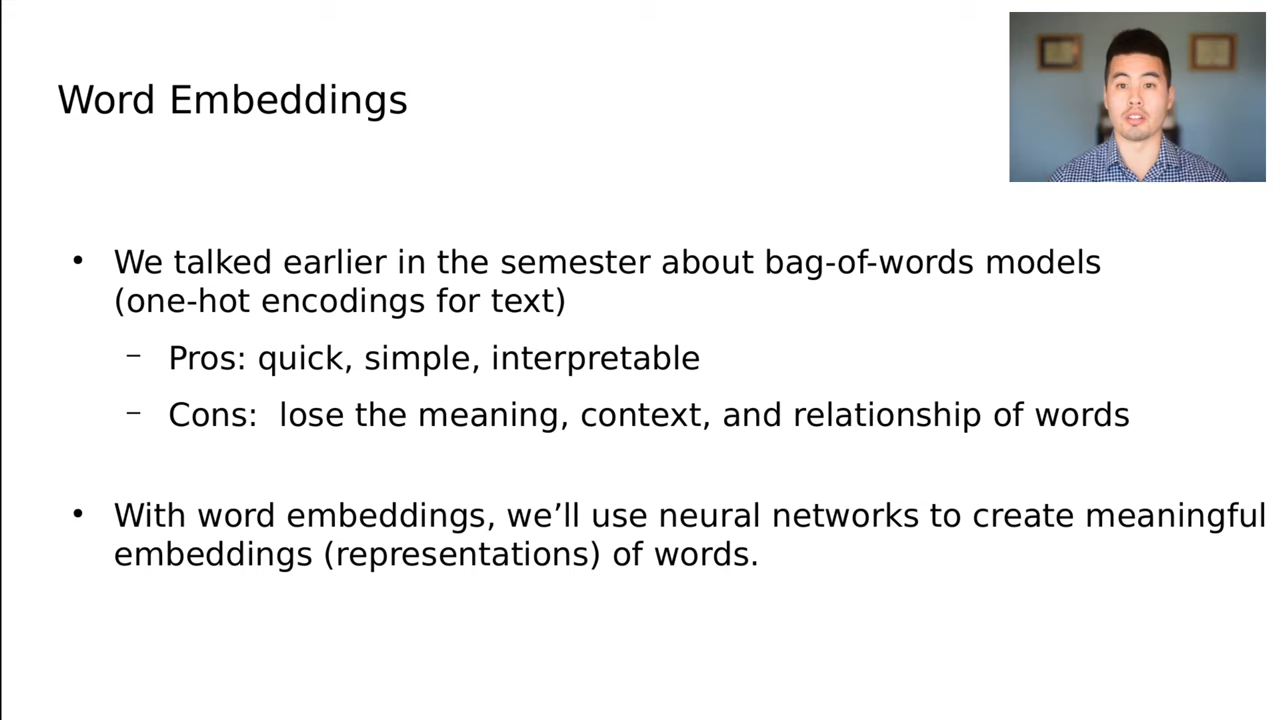 Word Embeddings
• We talked earlier in the semester about bag-of-words models
(one-hot encodings for text)
– Pros: quick, simple, interpretable
– Cons:  lose the meaning, context, and relationship of words
• With word embeddings, we’ll use neural networks to create meaningful
embeddings (representations) of words.